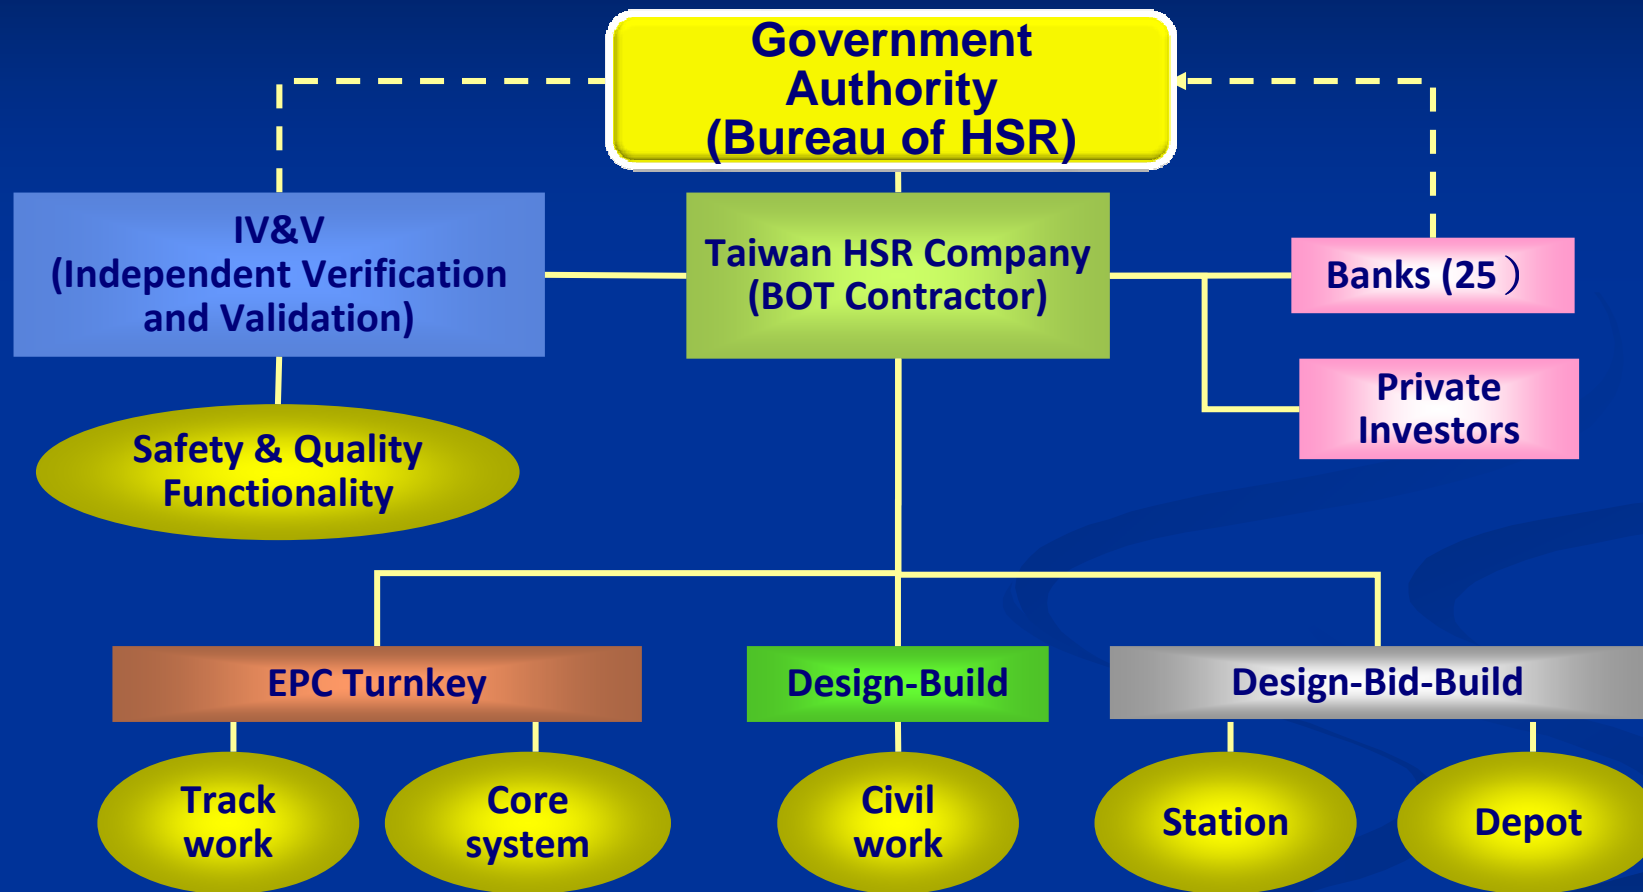 Government
Authority
(Bureau of HSR)
IV&V
(Independent Verification
and Validation)
Taiwan HSR Company
(BOT Contractor)
Banks (25）
Private
Investors
Safety & Quality
Functionality
EPC Turnkey
Design-Build
Design-Bid-Build
Track
work
Core
system
Civil
work
Station
Depot